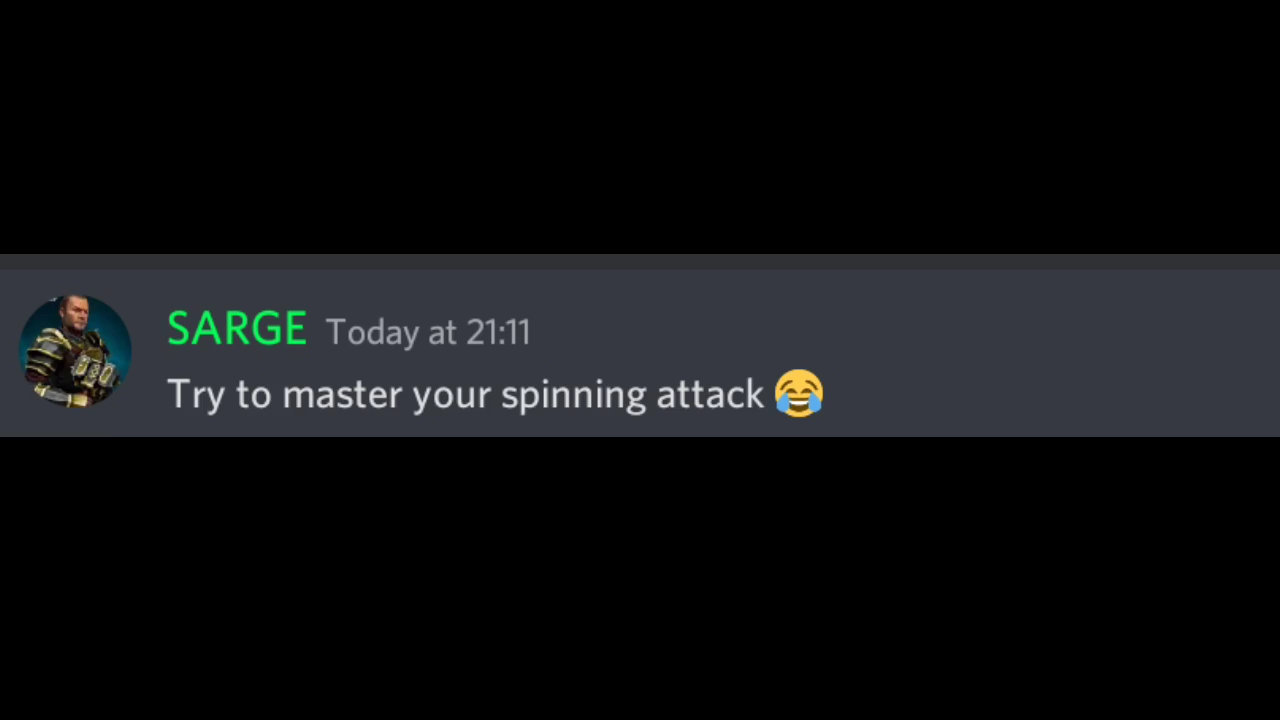 SARGE Today at 21:11
Try to master your spinning attack 😂